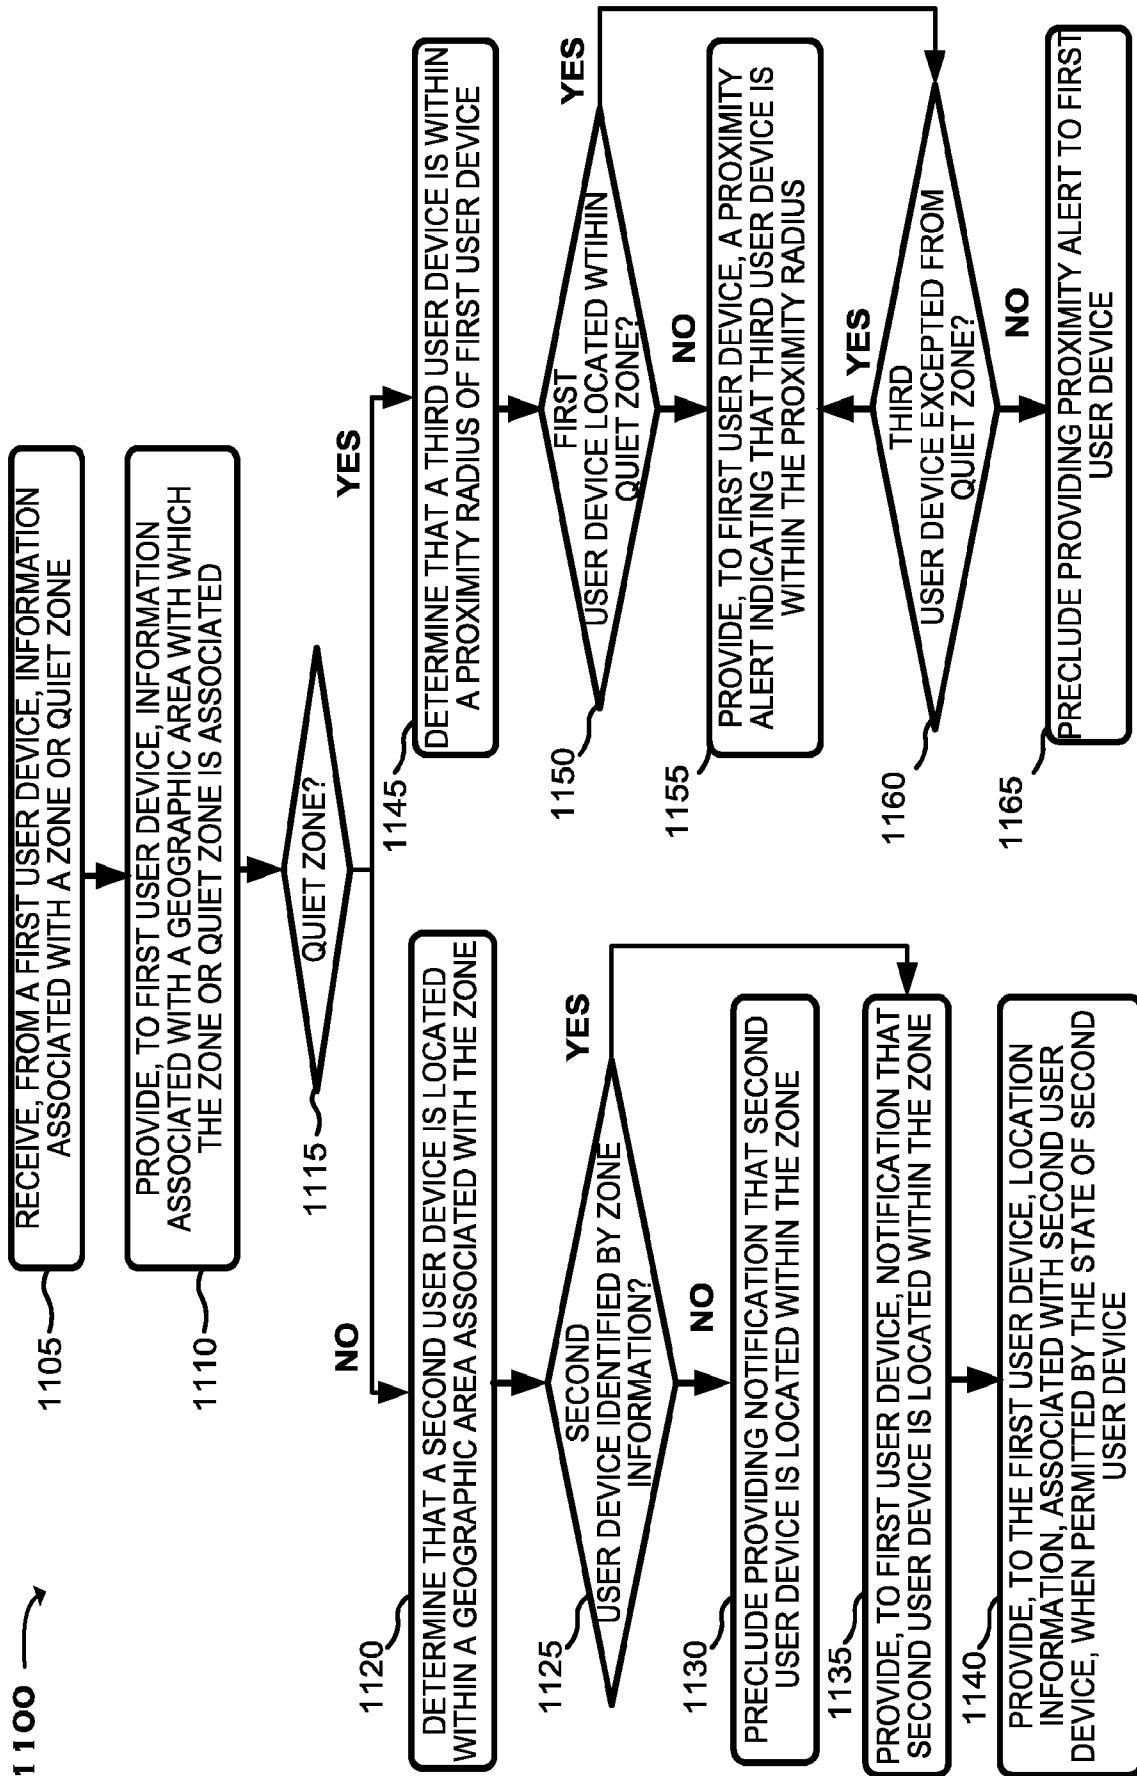 1100
RECEIVE, FROM A FIRST USER DEVICE, INFORMATION
ASSOCIATED WITH A ZONE OR QUIET ZONE
1105
PROVIDE, TO FIRST USER DEVICE, INFORMATION
ASSOCIATED WITH A GEOGRAPHIC AREA WITH WHICH
THE ZONE OR QUIET ZONE IS ASSOCIATED
1110
QUIET ZONE?
1115
NO
YES
DETERMINE THAT A SECOND USER DEVICE IS LOCATED
WITHIN A GEOGRAPHIC AREA ASSOCIATED WITH THE ZONE
1120
SECOND
USER DEVICE IDENTIFIED BY ZONE
INFORMATION?
1125
YES
NO
PRECLUDE PROVIDING NOTIFICATION THAT SECOND
USER DEVICE IS LOCATED WITHIN THE ZONE
1130
PROVIDE, TO FIRST USER DEVICE, NOTIFICATION THAT
SECOND USER DEVICE IS LOCATED WITHIN THE ZONE
1135
PROVIDE, TO THE FIRST USER DEVICE, LOCATION
INFORMATION, ASSOCIATED WITH SECOND USER
DEVICE, WHEN PERMITTED BY THE STATE OF SECOND
USER DEVICE
1140
DETERMINE THAT A THIRD USER DEVICE IS WITHIN
A PROXIMITY RADIUS OF FIRST USER DEVICE
1145
FIRST
USER DEVICE LOCATED WTIHIN
QUIET ZONE?
1150
YES
NO
PROVIDE, TO FIRST USER DEVICE, A PROXIMITY
ALERT INDICATING THAT THIRD USER DEVICE IS
WITHIN THE PROXIMITY RADIUS
1155
YES
THIRD
USER DEVICE EXCEPTED FROM
QUIET ZONE?
1160
NO
PRECLUDE PROVIDING PROXIMITY ALERT TO FIRST
USER DEVICE
1165